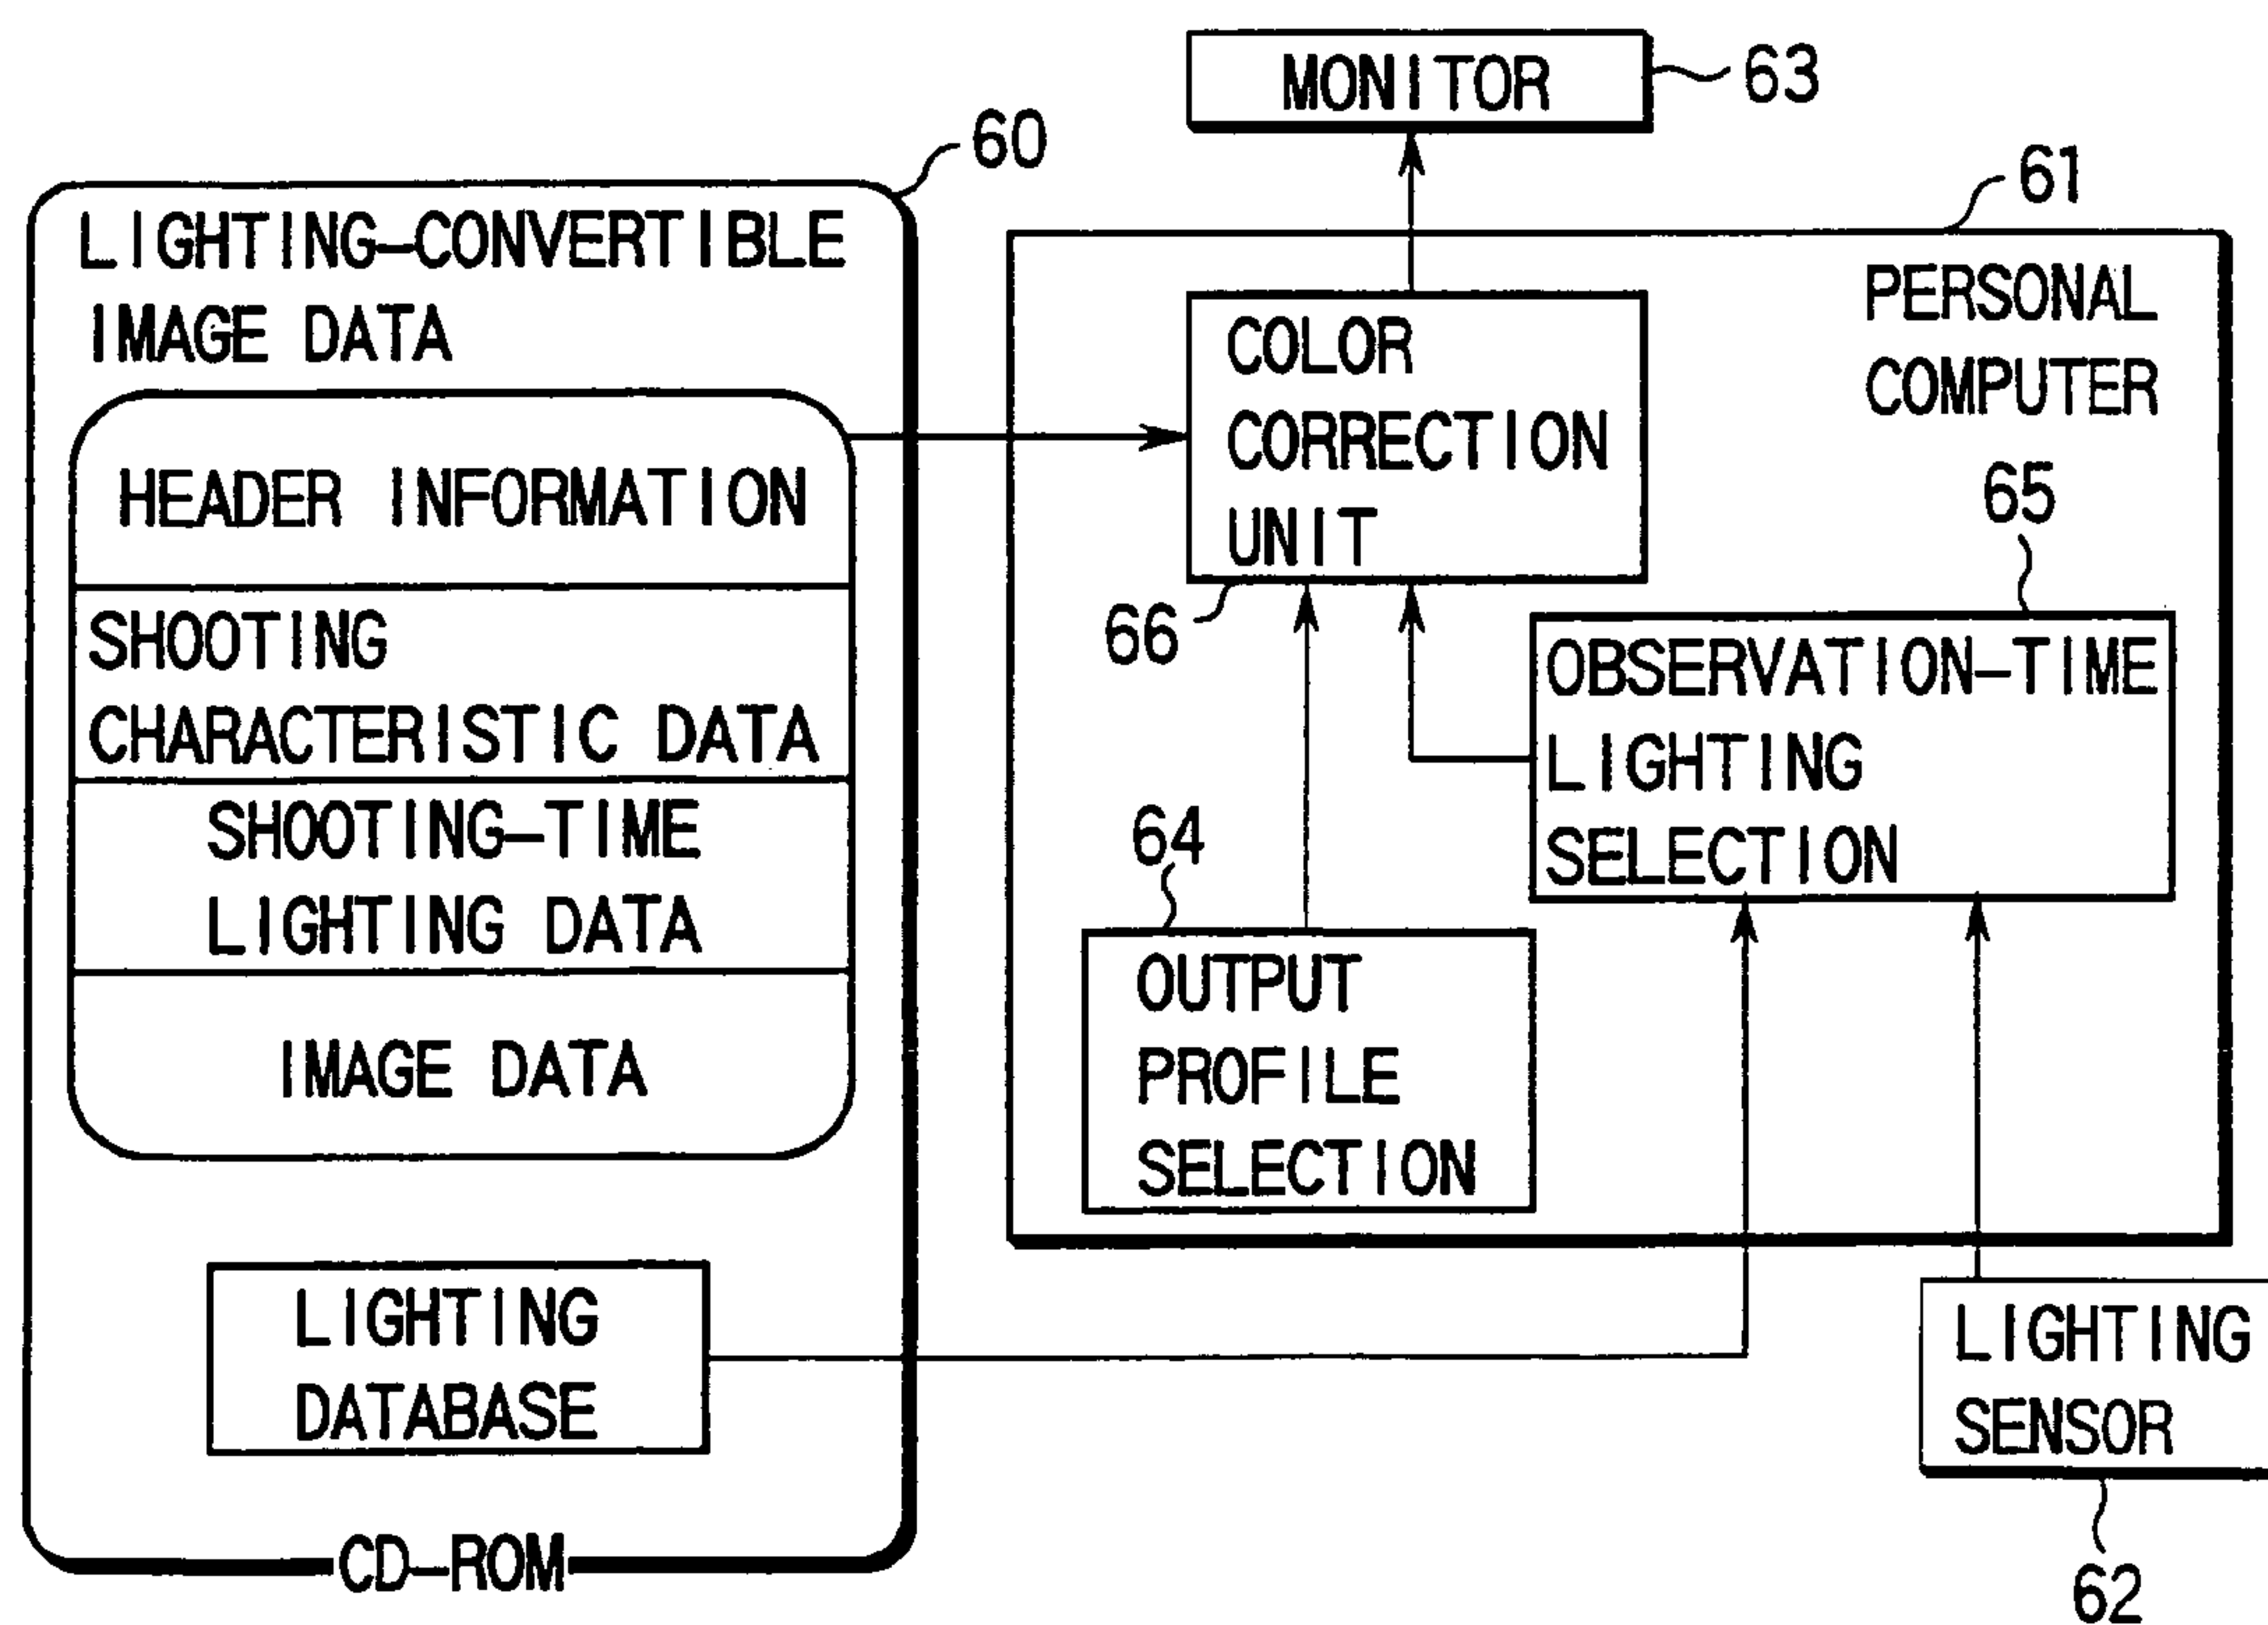 MONITOR
63
60
61
LIGHTING-CONVERTIBLE
IMAGE DATA
PERSONAL
COMPUTER
HEADER INFORMATION
COLOR
CORRECTION
UNIT
65
66
SHOOTING
CHARACTERISTIC DATA
OBSERVATION-TIME
LIGHTING
SELECTION
SHOOTING-TIME
LIGHTING DATA
64
OUTPUT
PROFILE
SELECTION
IMAGE DATA
LIGHTING
DATABASE
LIGHTING
SENSOR
CD-ROM
62